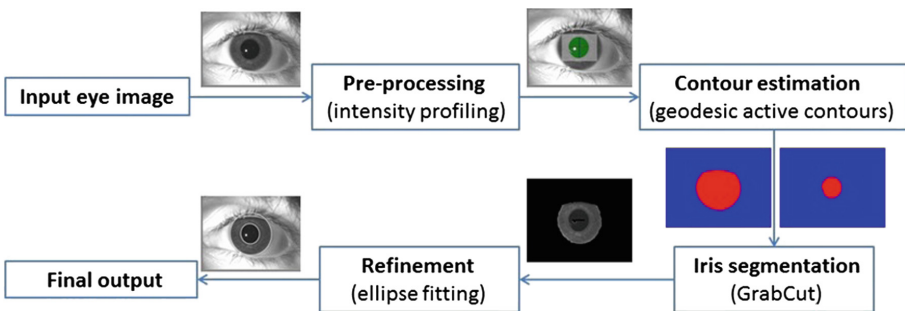 Input eye image
Pre-processing
(intensity profiling)
Contour estimation
(geodesic active contours)
Iris segmentation
(GrabCut)
Refinement
(ellipse fitting)
Final output